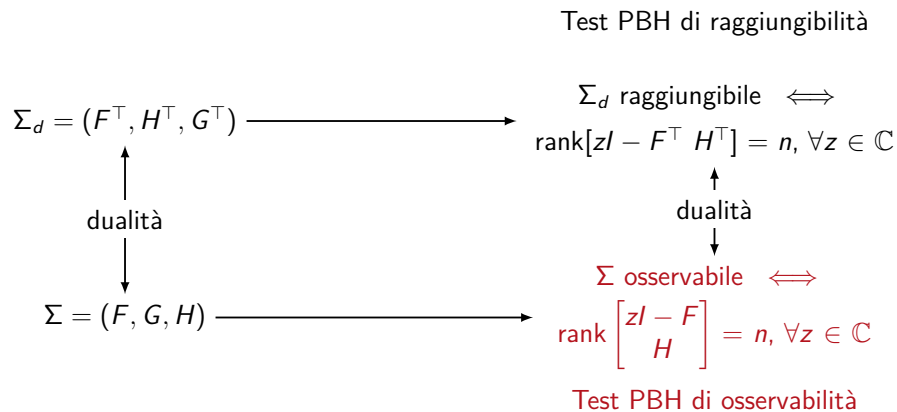 Test PBH di raggiungibilità
Σ_d = (F^⊤, H^⊤, G^⊤)
Σ_d raggiungibile ⟺
rank[zI − F^⊤ H^⊤] = n, ∀z ∈ ℂ
dualità
dualità
Σ = (F, G, H)
Σ osservabile ⟺
rank [zI − F; H] = n, ∀z ∈ ℂ
Test PBH di osservabilità